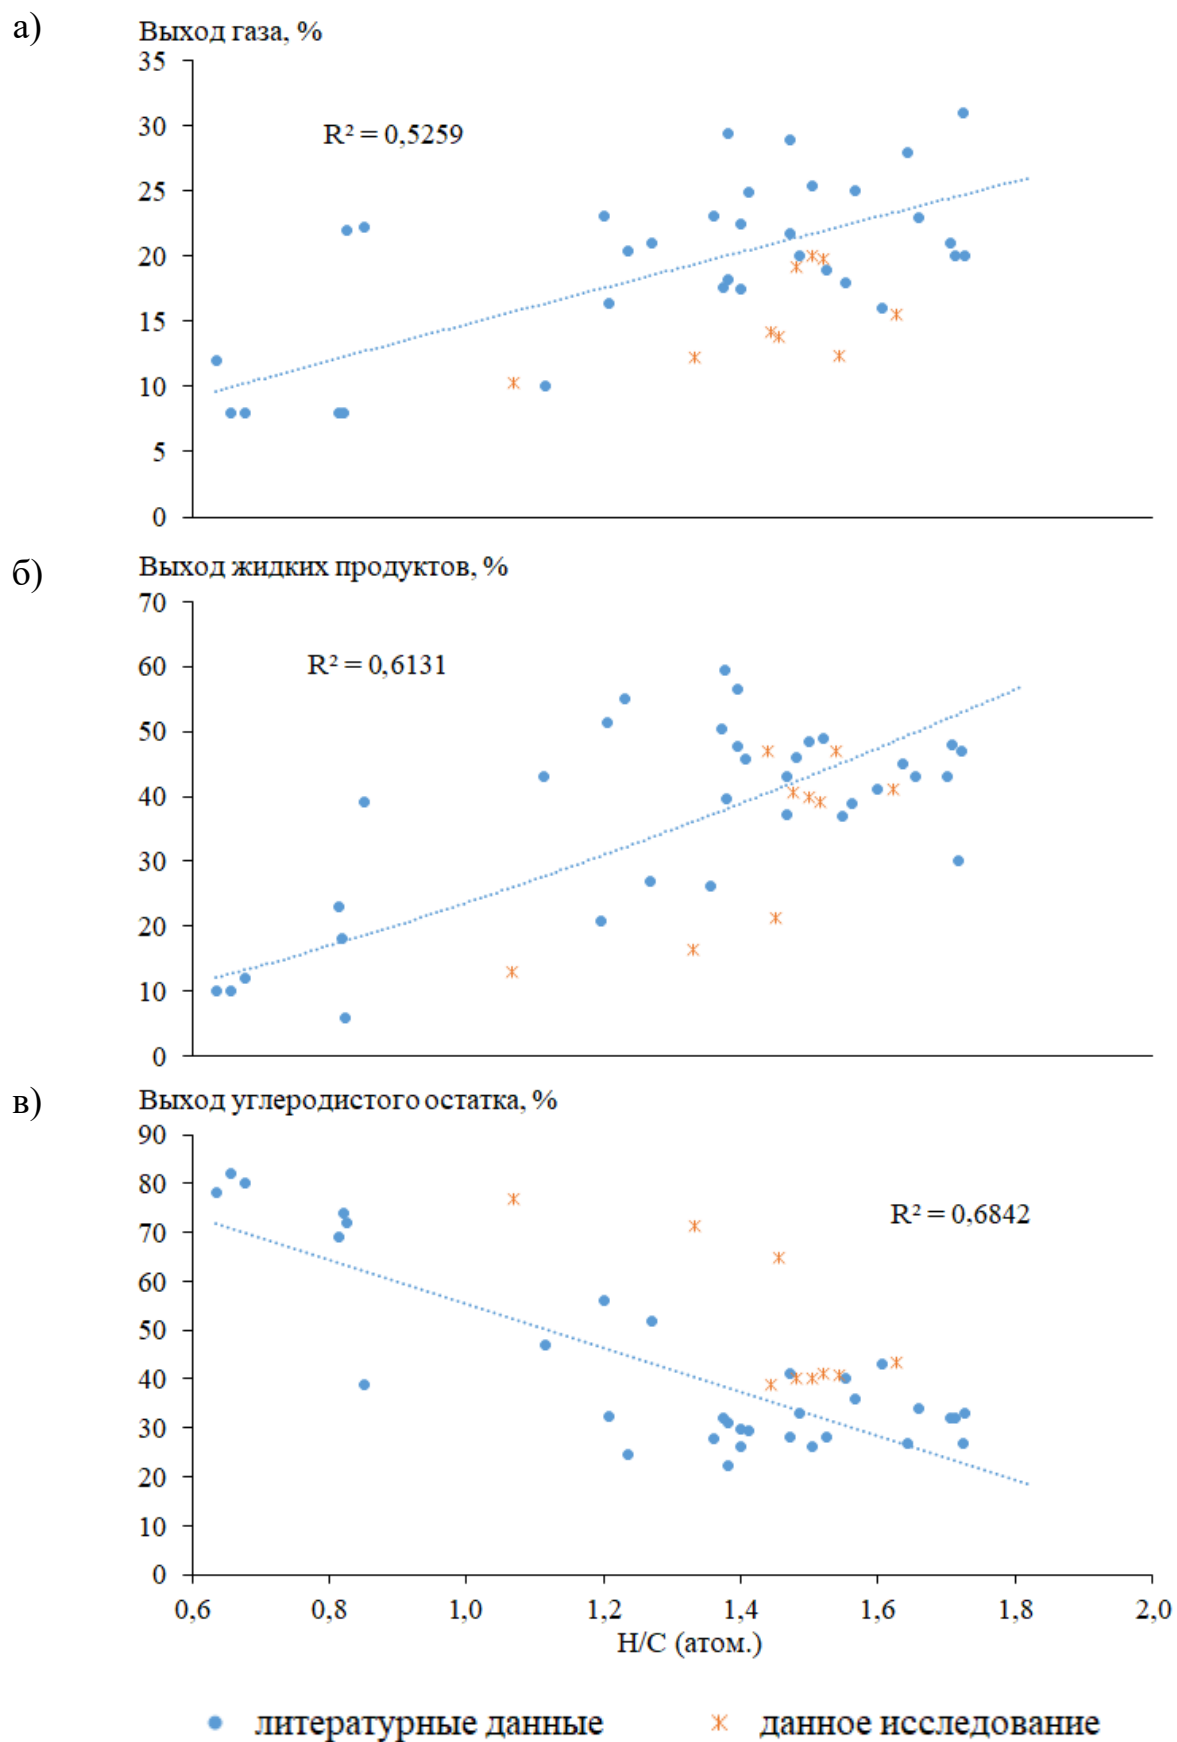 а)
Выход газа, %
35
30
R² = 0,5259
25
20
15
10
5
0
б)
Выход жидких продуктов, %
70
60
R² = 0,6131
50
40
30
20
10
0
в)
Выход углеродистого остатка, %
90
80
70
R² = 0,6842
60
50
40
30
20
10
0
0,6 0,8 1,0 1,2 1,4 1,6 1,8 2,0
Н/С (атом.)
литературные данные данное исследование